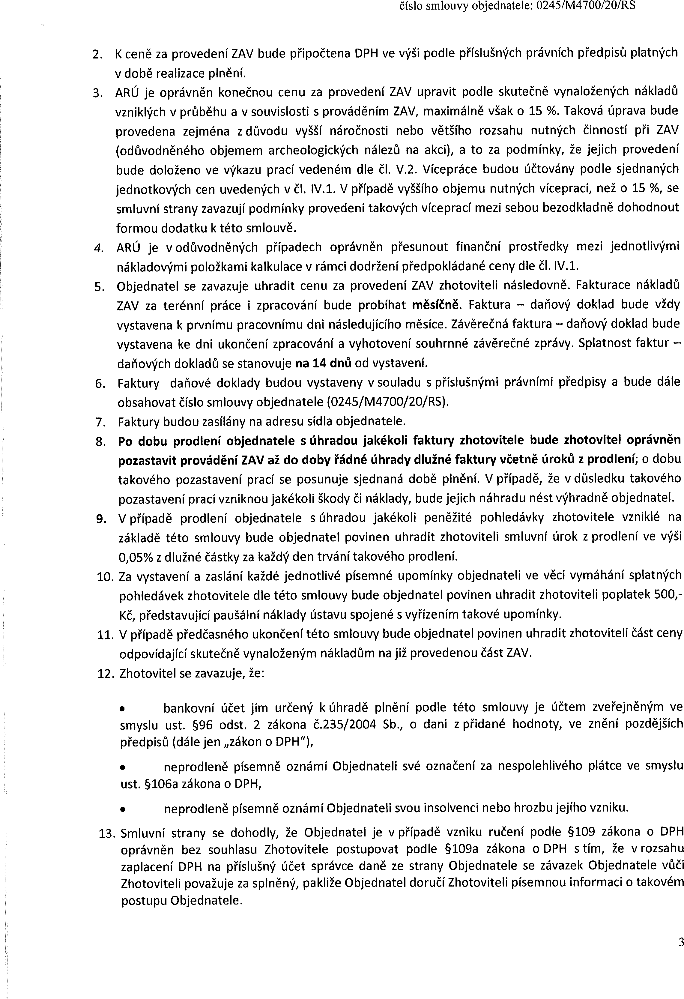 číslo smlouvy objednatele: 0245/M4700/20/RS
2. K ceně za provedení ZAV bude připočtena DPH ve výši podle příslušných právních předpisů platných
v době realizace plnění.
3. ARÚ je oprávněn konečnou cenu za provedení ZAV upravit podle skutečně vynaložených nákladů
vzniklých v průběhu a v souvislosti s prováděním ZAV, maximálně však o 15 %. Taková úprava bude
provedena zejména z důvodu vyšší náročnosti nebo většího rozsahu nutných činností při ZAV
(odůvodněného objemem archeologických nálezů na akci), a to za podmínky, že jejich provedení
bude doloženo ve výkazu prací vedeném dle čl. V.2. Vícepráce budou účtovány podle sjednaných
jednotkových cen uvedených v čl. IV.1. V případě vyššího objemu nutných víceprací, než o 15 %, se
smluvní strany zavazují podmínky provedení takových víceprací mezi sebou bezodkladně dohodnout
formou dodatku k této smlouvě.
4. ARÚ je v odůvodněných případech oprávněn přesunout finanční prostředky mezi jednotlivými
nákladovými položkami kalkulace v rámci dodržení předpokládané ceny dle čl. IV.1.
5. Objednatel se zavazuje uhradit cenu za provedení ZAV zhotoviteli následovně. Fakturace nákladů
ZAV za terénní práce i zpracování bude probíhat měsíčně. Faktura – daňový doklad bude vždy
vystavena k prvnímu pracovnímu dni následujícího měsíce. Závěrečná faktura – daňový doklad bude
vystavena ke dni ukončení zpracování a vyhotovení souhrnné závěrečné zprávy. Splatnost faktur –
daňových dokladů se stanovuje na 14 dnů od vystavení.
6. Faktury daňové doklady budou vystaveny v souladu s příslušnými právními předpisy a bude dále
obsahovat číslo smlouvy objednatele (0245/M4700/20/RS).
7. Faktury budou zasílány na adresu sídla objednatele.
8. Po dobu prodlení objednatele s úhradou jakékoli faktury zhotovitele bude zhotovitel oprávněn
pozastavit provádění ZAV až do doby řádné úhrady dlužné faktury včetně úroků z prodlení; o dobu
takového pozastavení prací se posunuje sjednaná době plnění. V případě, že v důsledku takového
pozastavení prací vzniknou jakékoli škody či náklady, bude jejich náhradu nést výhradně objednatel.
9. V případě prodlení objednatele s úhradou jakékoli peněžité pohledávky zhotovitele vzniklé na
základě této smlouvy bude objednatel povinen uhradit zhotoviteli smluvní úrok z prodlení ve výši
0,05% z dlužné částky za každý den trvání takového prodlení.
10. Za vystavení a zaslání každé jednotlivé písemné upomínky objednateli ve věci vymáhání splatných
pohledávek zhotovitele dle této smlouvy bude objednatel povinen uhradit zhotoviteli poplatek 500,-
Kč, představující paušální náklady ústavu spojené s vyřízením takové upomínky.
11. V případě předčasného ukončení této smlouvy bude objednatel povinen uhradit zhotoviteli část ceny
odpovídající skutečně vynaloženým nákladům na již provedenou část ZAV.
12. Zhotovitel se zavazuje, že:
• bankovní účet jím určený k úhradě plnění podle této smlouvy je účtem zveřejněným ve
smyslu ust. §96 odst. 2 zákona č.235/2004 Sb., o dani z přidané hodnoty, ve znění pozdějších
předpisů (dále jen „zákon o DPH"),
• neprodleně písemně oznámí Objednateli své označení za nespolehlivého plátce ve smyslu
ust. §106a zákona o DPH,
• neprodleně písemně oznámí Objednateli svou insolvenci nebo hrozbu jejího vzniku.
13. Smluvní strany se dohodly, že Objednatel je v případě vzniku ručení podle §109 zákona o DPH
oprávněn bez souhlasu Zhotovitele postupovat podle §109a zákona o DPH s tím, že v rozsahu
zaplacení DPH na příslušný účet správce daně ze strany Objednatele se závazek Objednatele vůči
Zhotoviteli považuje za splněný, pakliže Objednatel doručí Zhotoviteli písemnou informaci o takovém
postupu Objednatele.
3